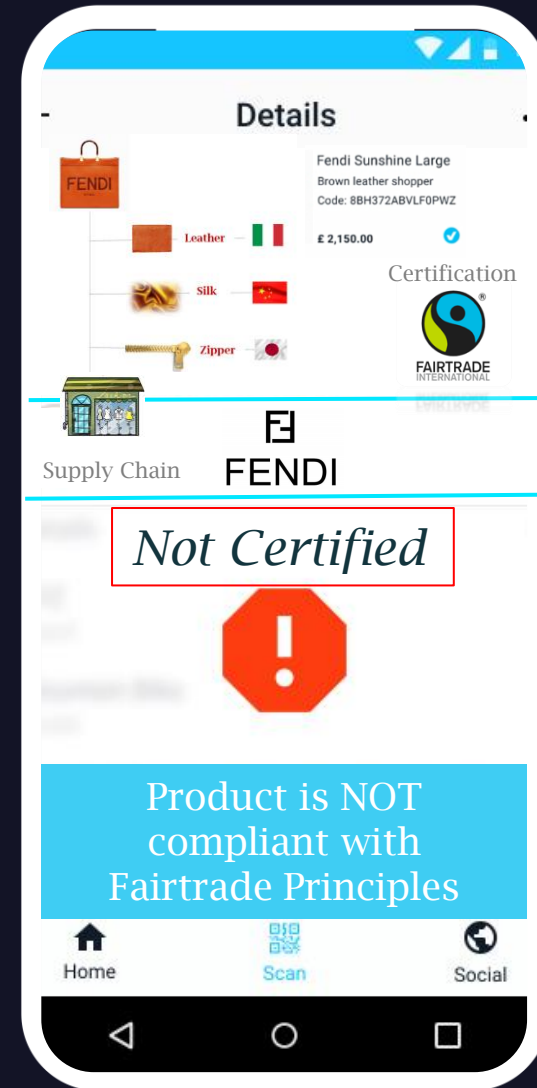 Details
FENDI
Fendi Sunshine Large
Brown leather shopper
Code: 8BH372ABVLF0PWZ
£ 2,150.00
Leather
Silk
Zipper
Certification
®
FAIRTRADE
INTERNATIONAL
Supply Chain
FENDI
Not Certified
!
Product is NOT
compliant with
Fairtrade Principles
Home
Scan
Social